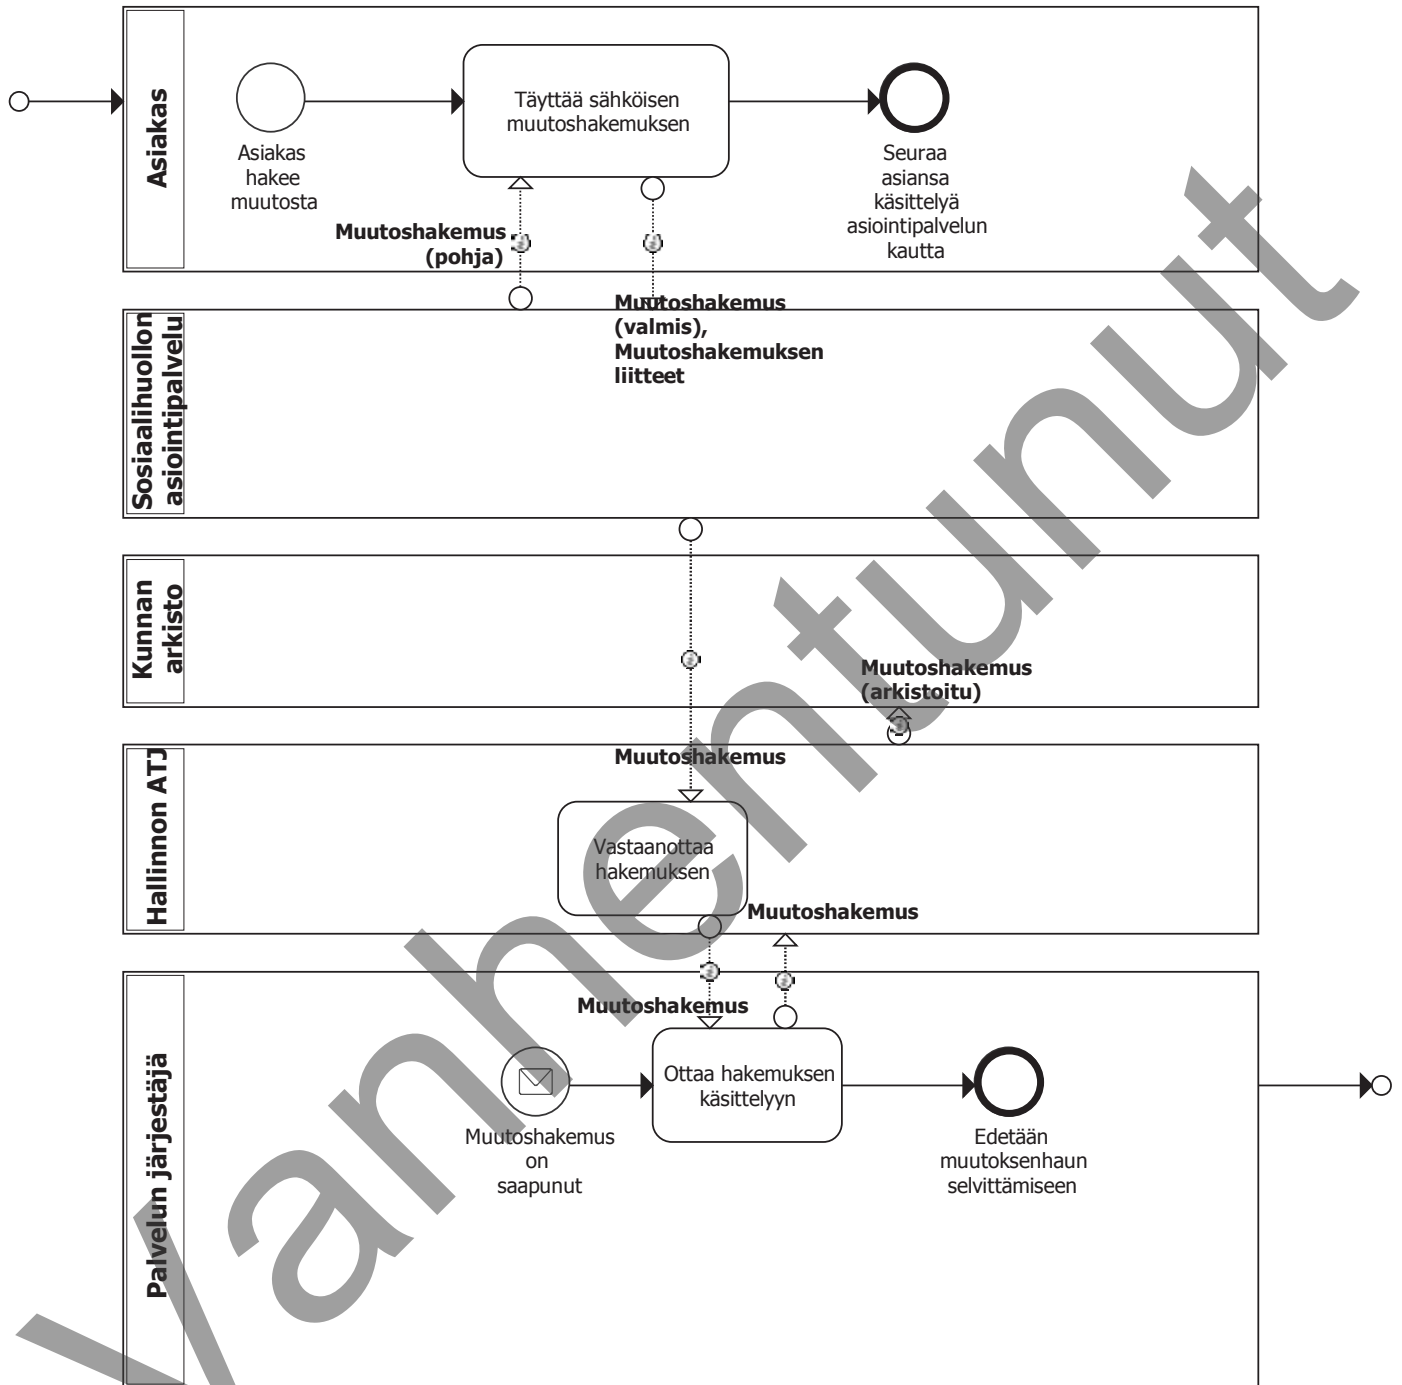 Asiakas
Täyttää sähköisen
muutoshakemuksen
Asiakas
hakee
muutosta
Seuraa
asiansa
käsittelyä
asiointipalvelun
kautta
Muutoshakemus
(pohja)
Muutoshakemus
(valmis),
Muutoshakemuksen
liitteet
Sosiaalihuollon
asiointipalvelu
Kunnan
arkisto
Muutoshakemus
(arkistoitu)
Hallinnon ATJ
Muutoshakemus
Vastaanottaa
hakemuksen
Muutoshakemus
Muutoshakemus
Palvelun järjestäjä
Ottaa hakemuksen
käsittelyyn
Muutoshakemus
on
saapunut
Edetään
muutoksenhaun
selvittämiseen
Vanhentunut